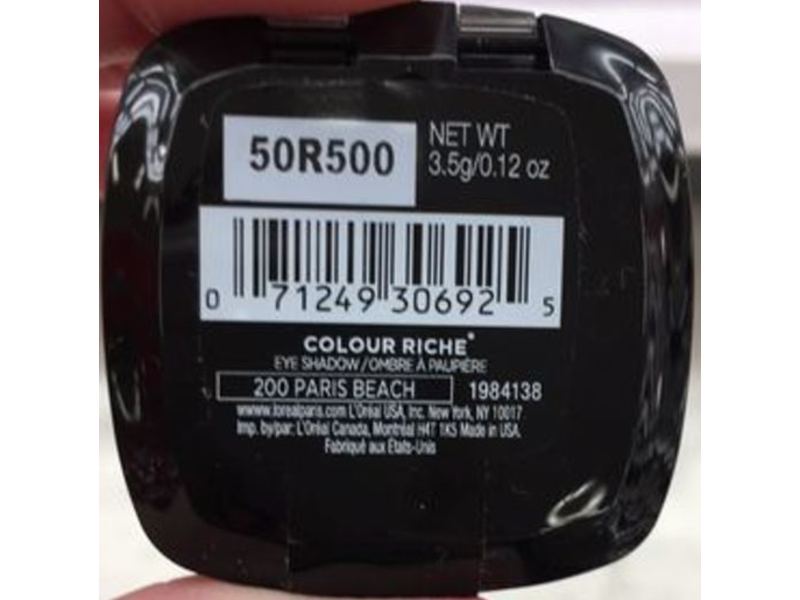 50R500
NET WT
3.5g/0.12 oz
0 71249 30692 5
COLOUR RICHE®
EYE SHADOW/OMBRE À PAUPIÈRE
200 PARIS BEACH 1984138
www.lorealparis.com L'Oréal USA, Inc. New York, NY 10017
Imp. by/par: L'Oréal Canada, Montréal H4T 1K5 Made in USA.
Fabriqué aux États-Unis